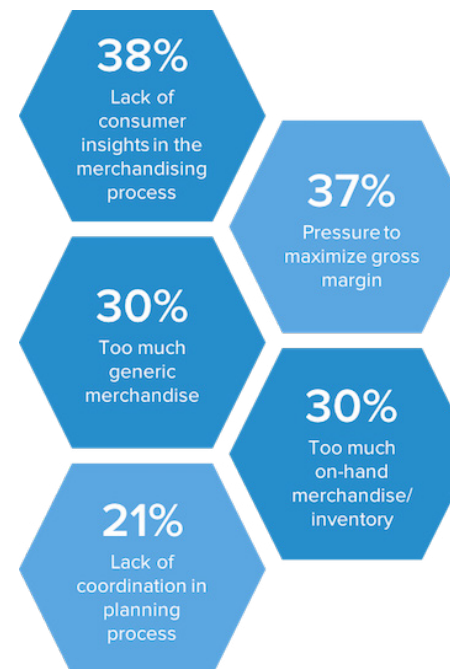 38%
Lack of
consumer
insights in the
merchandising
process
37%
Pressure to
maximize gross
margin
30%
Too much
generic
merchandise
30%
Too much
on-hand
merchandise/
inventory
21%
Lack of
coordination in
planning
process